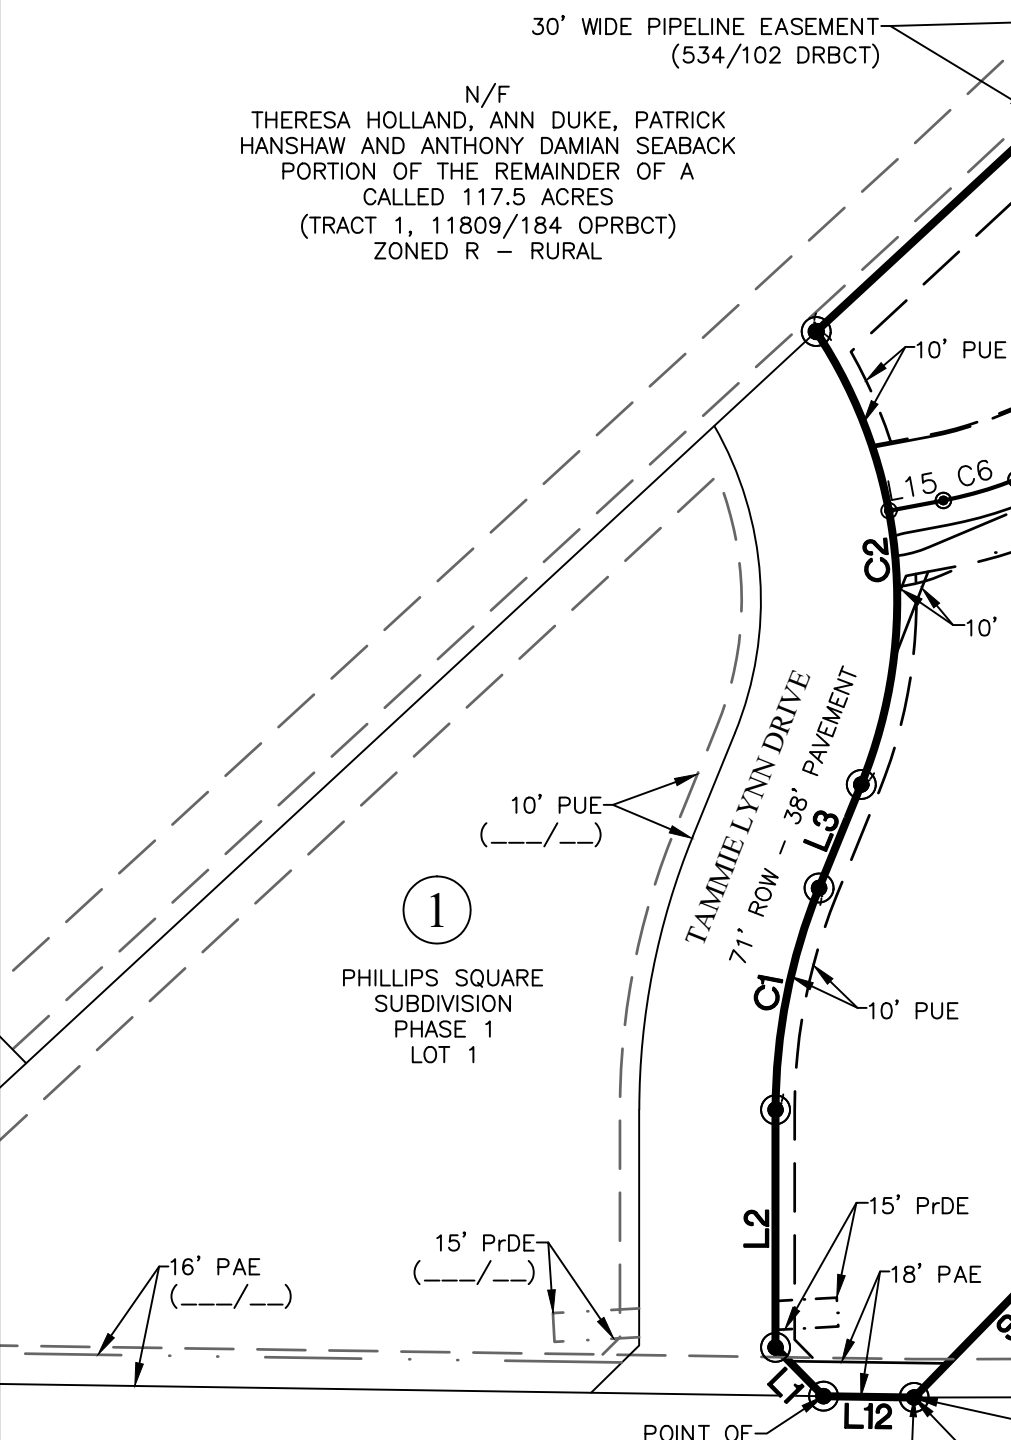 30' WIDE PIPELINE EASEMENT
(534/102 DRBCT)
N/F
THERESA HOLLAND, ANN DUKE, PATRICK
HANSHAW AND ANTHONY DAMIAN SEABACK
PORTION OF THE REMAINDER OF A
CALLED 117.5 ACRES
(TRACT 1, 11809/184 OPRBCT)
ZONED R – RURAL
10' PUE
L15
C6
C2
10'
TAMMIE LYNN DRIVE
71' ROW – 38' PAVEMENT
L3
10' PUE
(___/__)
1
PHILLIPS SQUARE
SUBDIVISION
PHASE 1
LOT 1
C1
10' PUE
L2
15' PrDE
15' PrDE
(___/__)
16' PAE
(___/__)
18' PAE
L1
L12
POINT OF